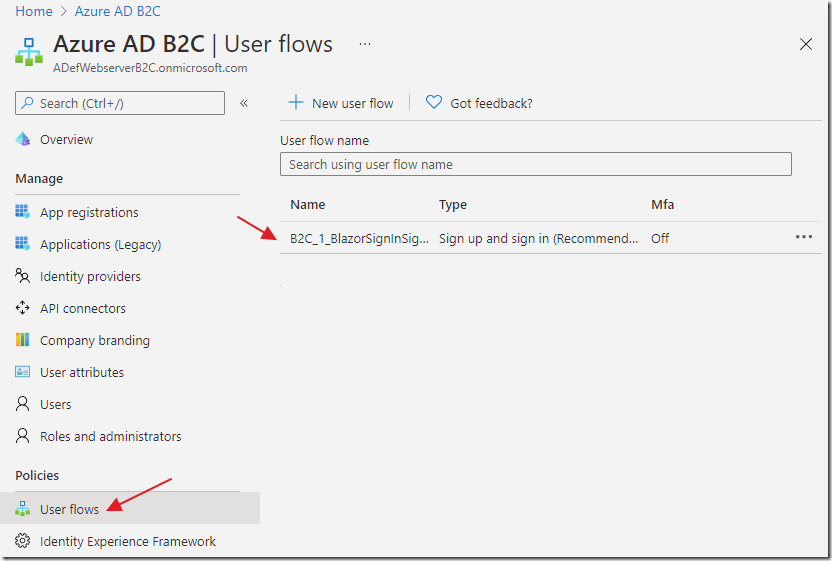 Home > Azure AD B2C
Azure AD B2C | User flows ...
ADefWebserverB2C.onmicrosoft.com
Search (Ctrl+/)
«
Overview
Manage
App registrations
Applications (Legacy)
Identity providers
API connectors
Company branding
User attributes
Users
Roles and administrators
Policies
User flows
Identity Experience Framework
New user flow
Got feedback?
User flow name
Search using user flow name
Name Type Mfa
B2C_1_BlazorSignInSig... Sign up and sign in (Recommend... Off